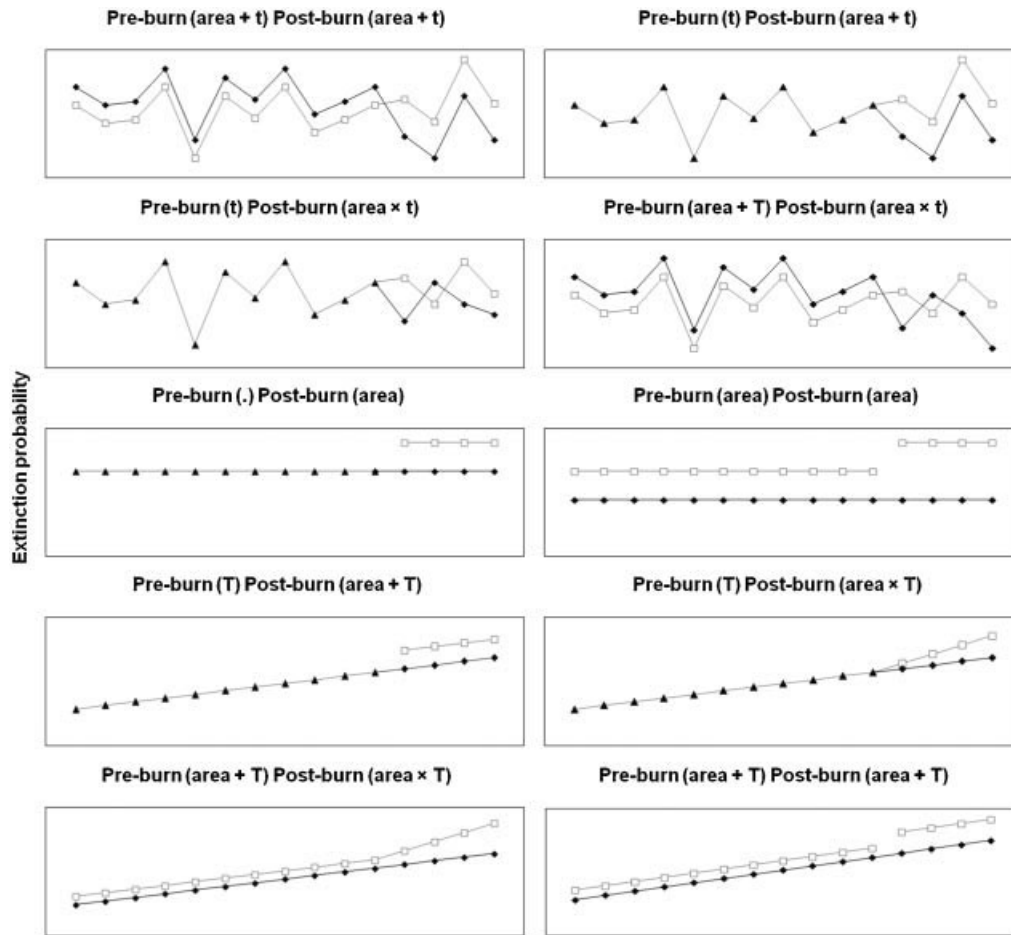 Pre-burn (area + t) Post-burn (area + t)
Pre-burn (t) Post-burn (area + t)
Pre-burn (t) Post-burn (area × t)
Pre-burn (area + T) Post-burn (area × t)
Pre-burn (.) Post-burn (area)
Pre-burn (area) Post-burn (area)
Extinction probability
Pre-burn (T) Post-burn (area + T)
Pre-burn (T) Post-burn (area × T)
Pre-burn (area + T) Post-burn (area × T)
Pre-burn (area + T) Post-burn (area + T)